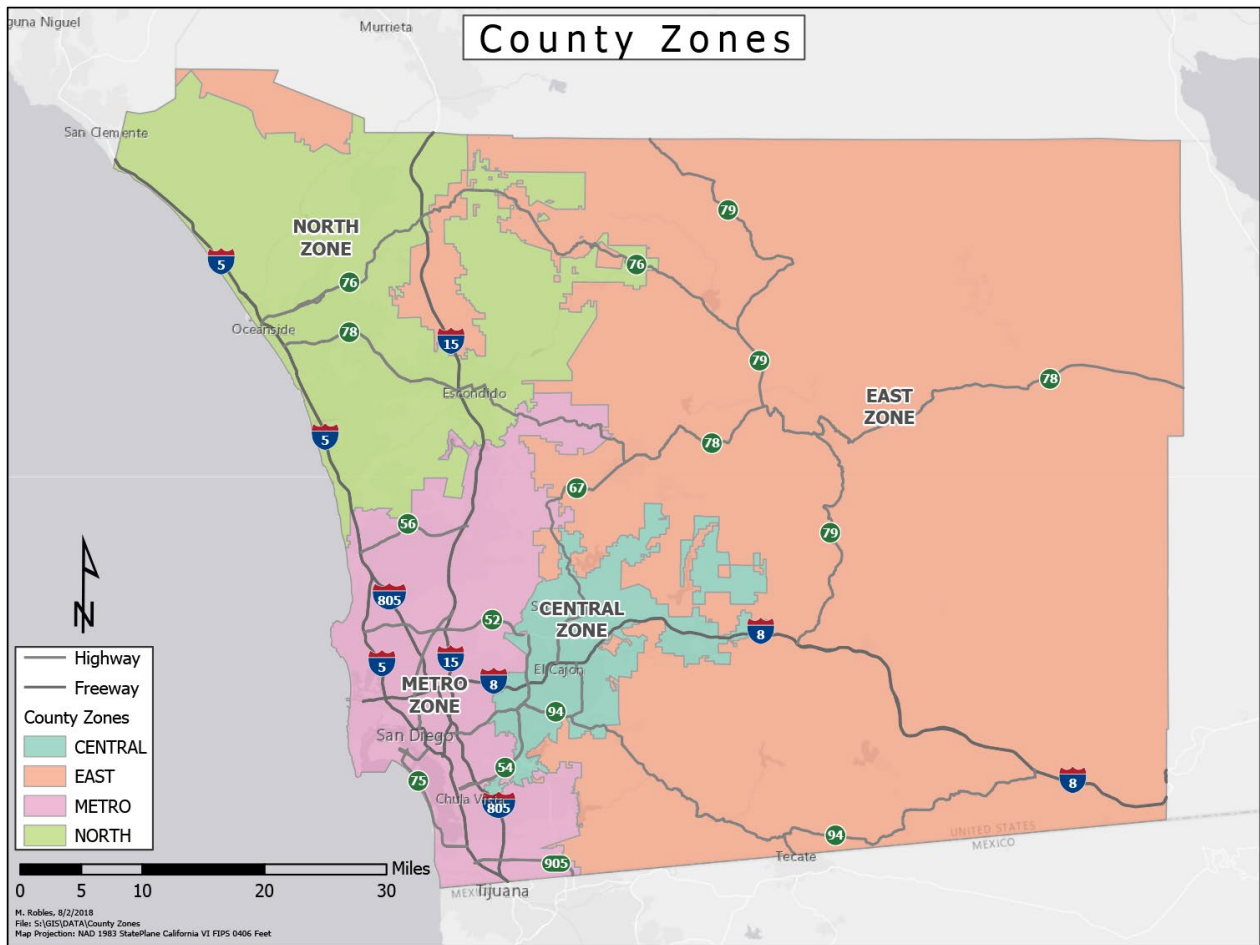 guna Niguel
Murrieta
County Zones
San Clemente
79
NORTH
ZONE
5
76
76
Oceanside
78
15
79
78
Escondido
EAST
ZONE
5
78
67
56
79
805
CENTRAL
ZONE
52
8
15
5
El Cajon
8
METRO
ZONE
94
San Diego
54
75
Chula Vista
805
8
94
UNITED STATES
MEXICO
Tecate
905
MEXIC
Tijuana
N
Highway
Freeway
County Zones
CENTRAL
EAST
METRO
NORTH
Miles
0 5 10 20 30
M. Robles, 8/2/2018
File: S:\GIS\DATA\County Zones
Map Projection: NAD 1983 StatePlane California VI FIPS 0406 Feet